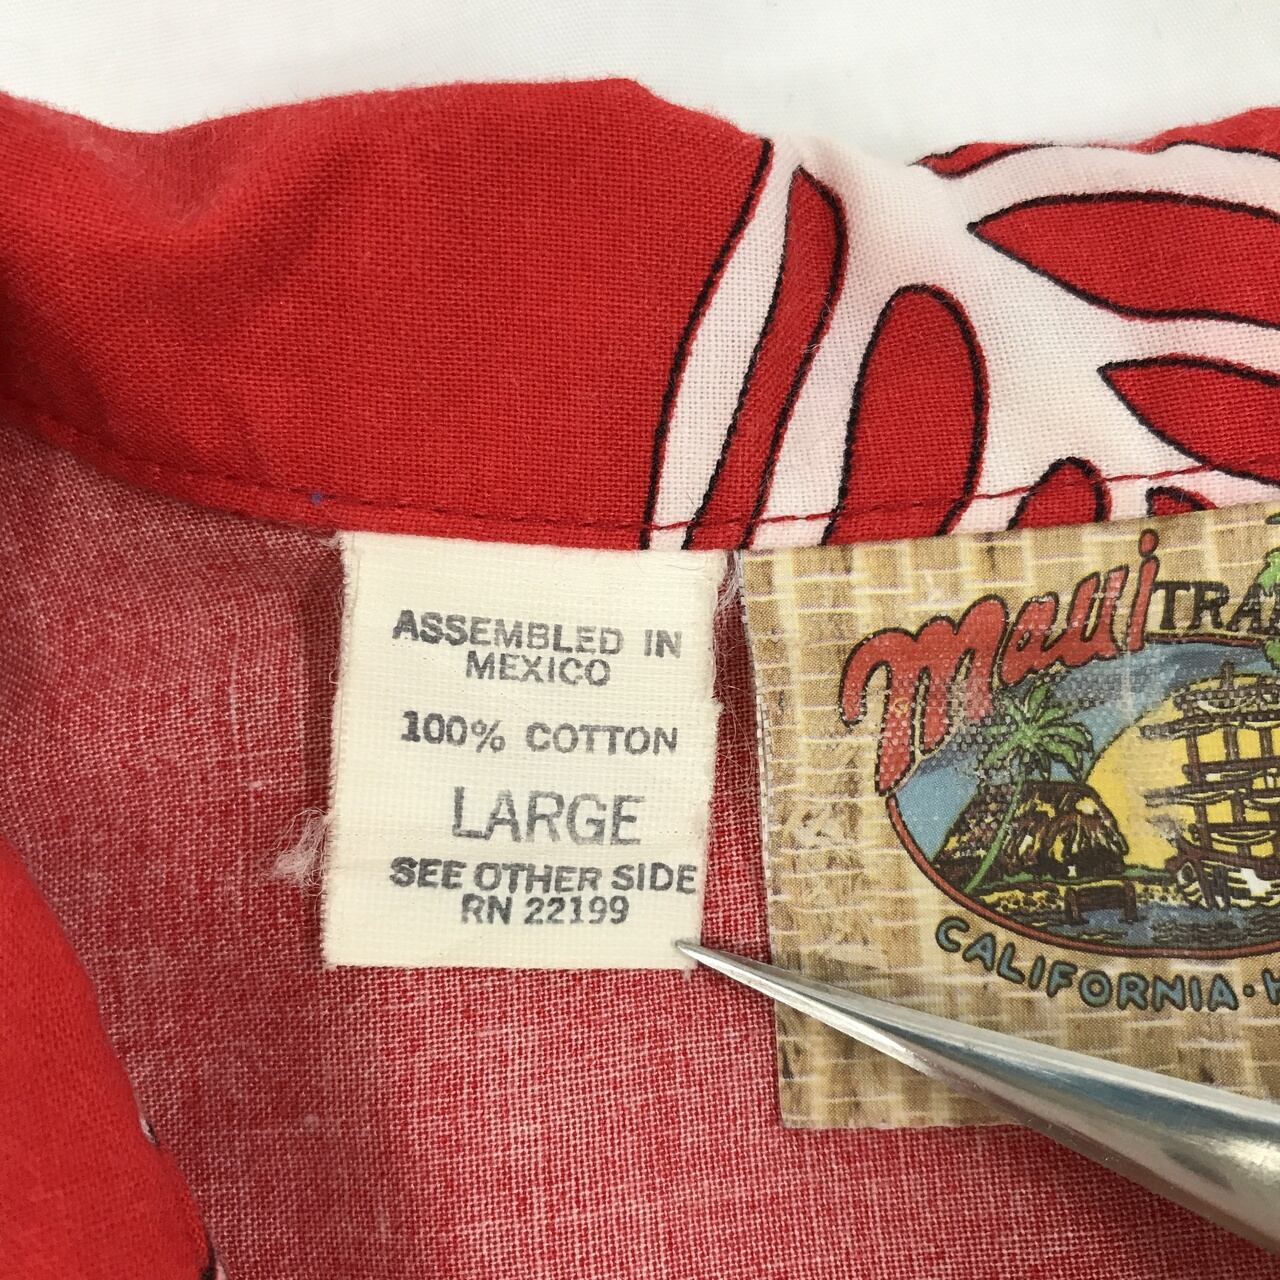 ASSEMBLED IN
MEXICO
100% COTTON
LARGE
SEE OTHER SIDE
RN 22199
Maui
CALIFORNIA